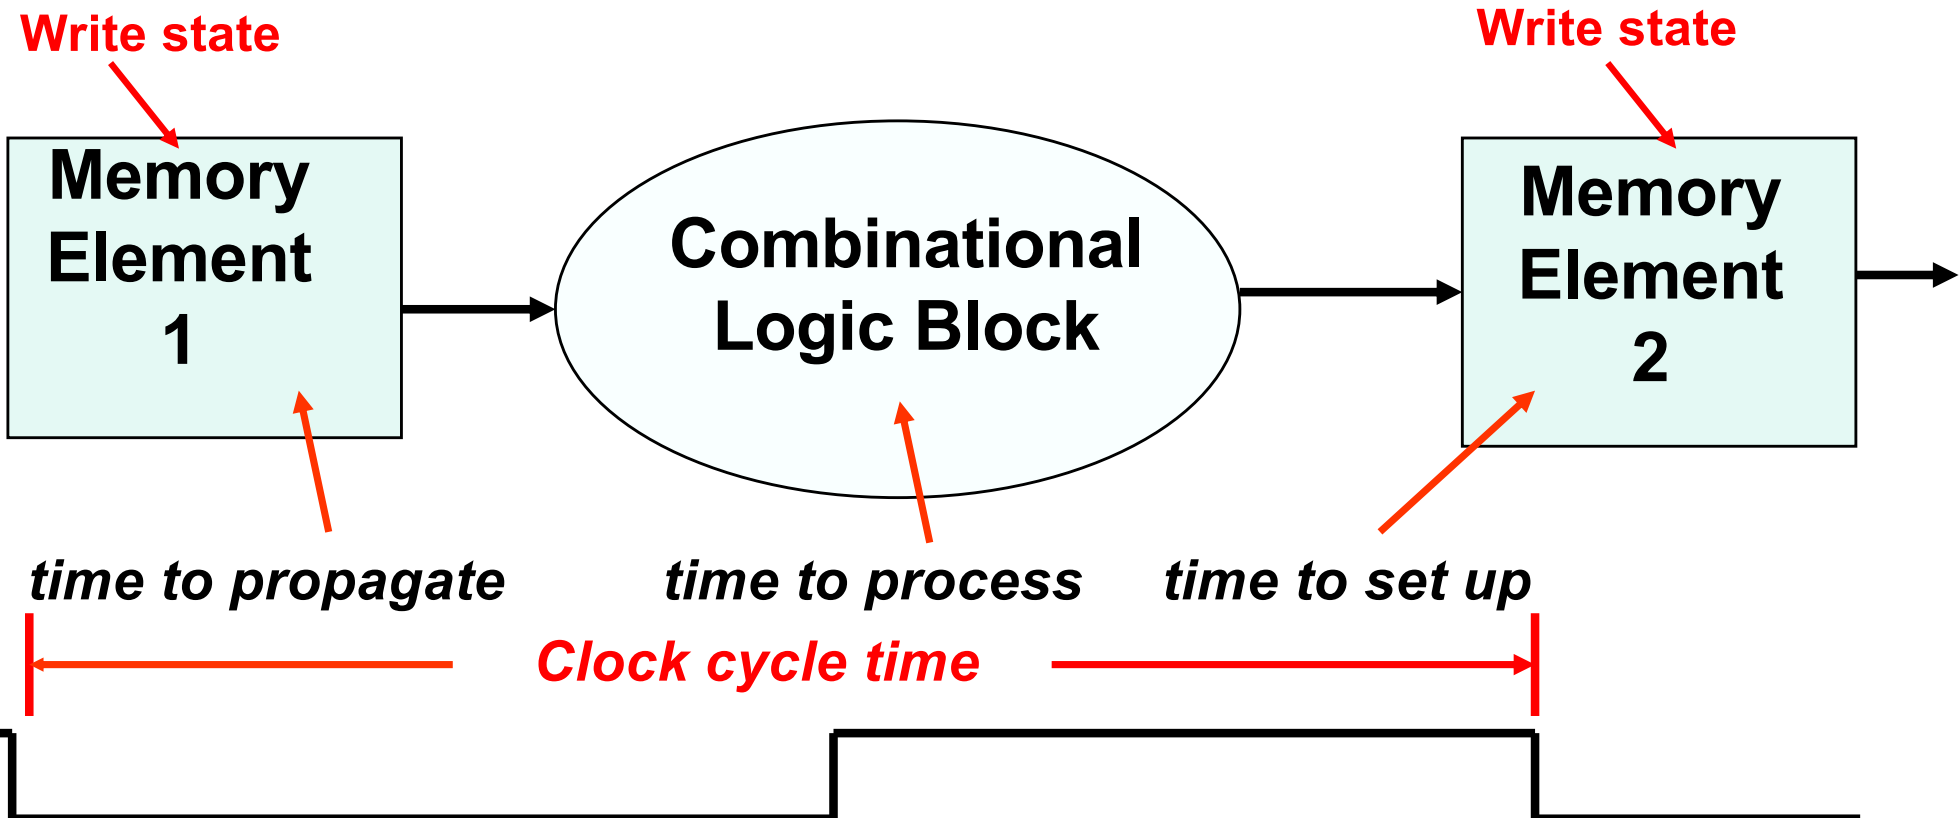 Write state
Write state
Memory
Element
1
Combinational
Logic Block
Memory
Element
2
time to propagate
time to process
time to set up
Clock cycle time